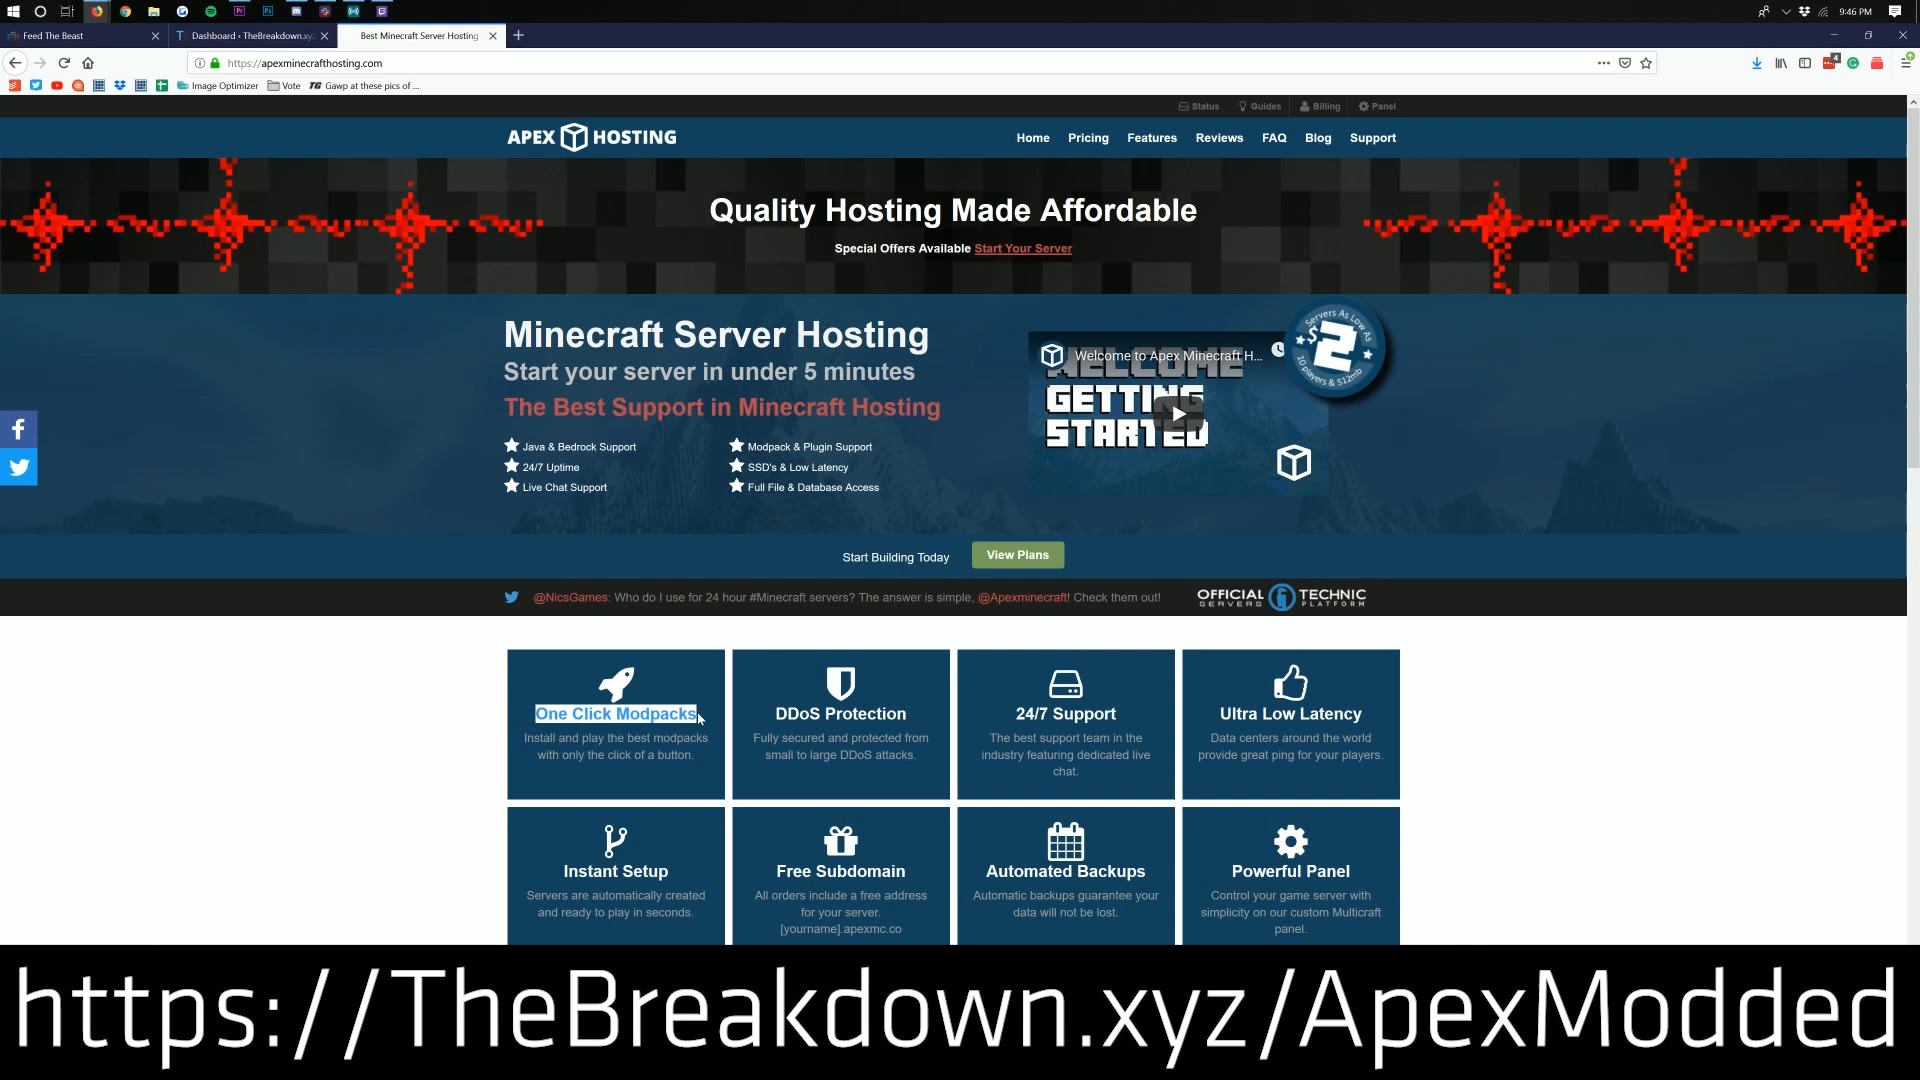 9:46 PM
Feed The Beast
Dashboard ‹ TheBreakdown.xy
Best Minecraft Server Hosting
https://apexminecrafthosting.com
4
Image Optimizer
Vote
TG Gawp at these pics of ...
Status Guides Billing Panel
APEX HOSTING
Home Pricing Features Reviews FAQ Blog Support
Quality Hosting Made Affordable
Special Offers Available Start Your Server
Minecraft Server Hosting
Start your server in under 5 minutes
The Best Support in Minecraft Hosting
Java & Bedrock Support
Modpack & Plugin Support
24/7 Uptime
SSD's & Low Latency
Live Chat Support
Full File & Database Access
Welcome to Apex Minecraft H...
WELCOME
GETTING
STARTED
Servers As Low As
$2
10 players & 512mb
Start Building Today
View Plans
@NicsGames: Who do I use for 24 hour #Minecraft servers? The answer is simple, @Apexminecraft! Check them out!
OFFICIAL TECHNIC
SERVERS PLATFORM
One Click Modpacks
Install and play the best modpacks
with only the click of a button.
DDoS Protection
Fully secured and protected from
small to large DDoS attacks.
24/7 Support
The best support team in the
industry featuring dedicated live
chat.
Ultra Low Latency
Data centers around the world
provide great ping for your players.
Instant Setup
Servers are automatically created
and ready to play in seconds.
Free Subdomain
All orders include a free address
for your server.
[yourname].apexmc.co
Automated Backups
Automatic backups guarantee your
data will not be lost.
Powerful Panel
Control your game server with
simplicity on our custom Multicraft
panel.
https://TheBreakdown.xyz/ApexModded